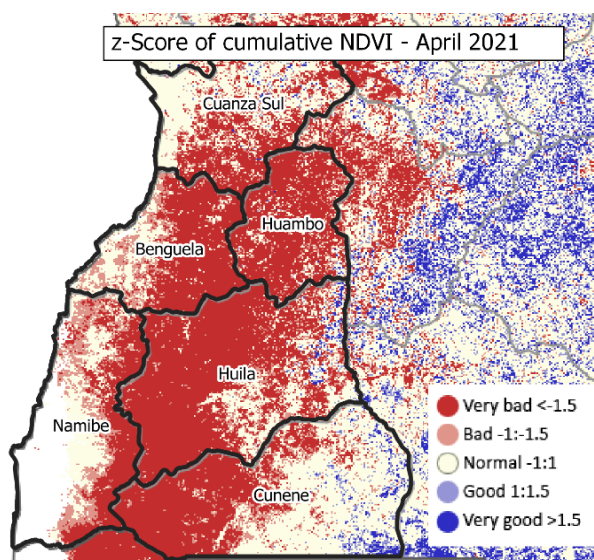 z-Score of cumulative NDVI - April 2021
Cuanza Sul
Huambo
Benguela
Huila
Namibe
Cunene
Very bad <-1.5
Bad -1:-1.5
Normal -1:1
Good 1:1.5
Very good >1.5